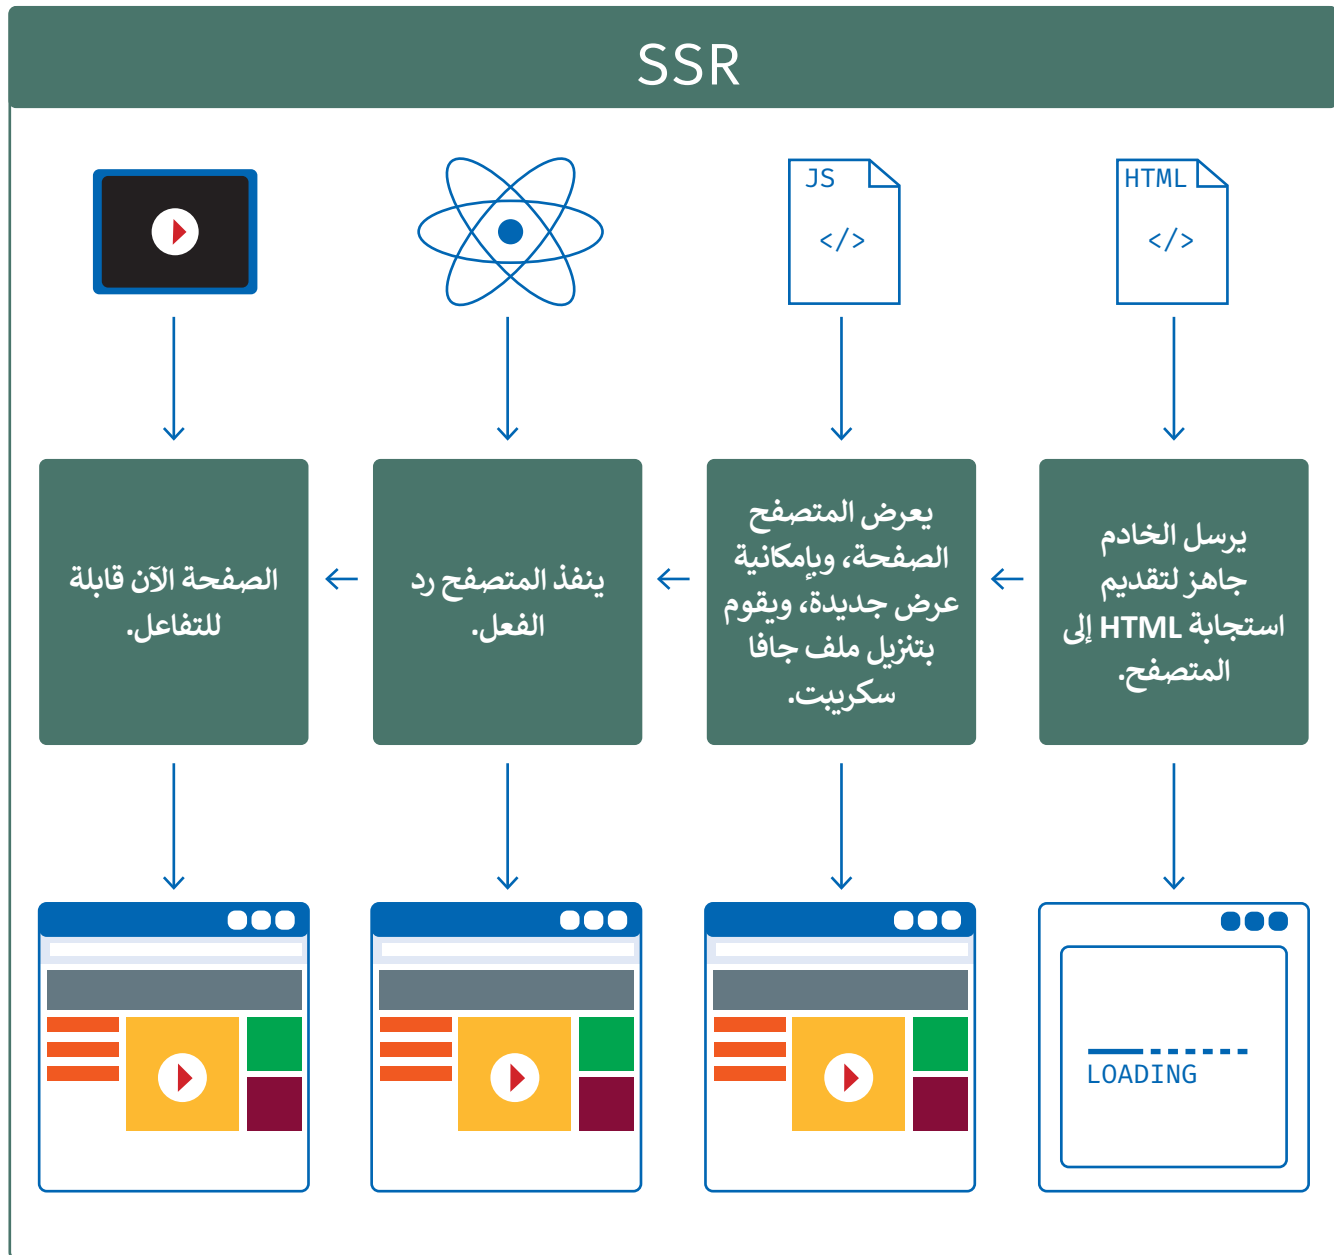 SSR
HTML
</>
JS
</>
يرسل الخادم
جاهز لتقديم
استجابة HTML إلى
المتصفح.
يعرض المتصفح
الصفحة، وبإمكانية
عرض جديدة، ويقوم
بتنزيل ملف جافا
سكريبت.
ينفذ المتصفح رد
الفعل.
الصفحة الآن قابلة
للتفاعل.
LOADING